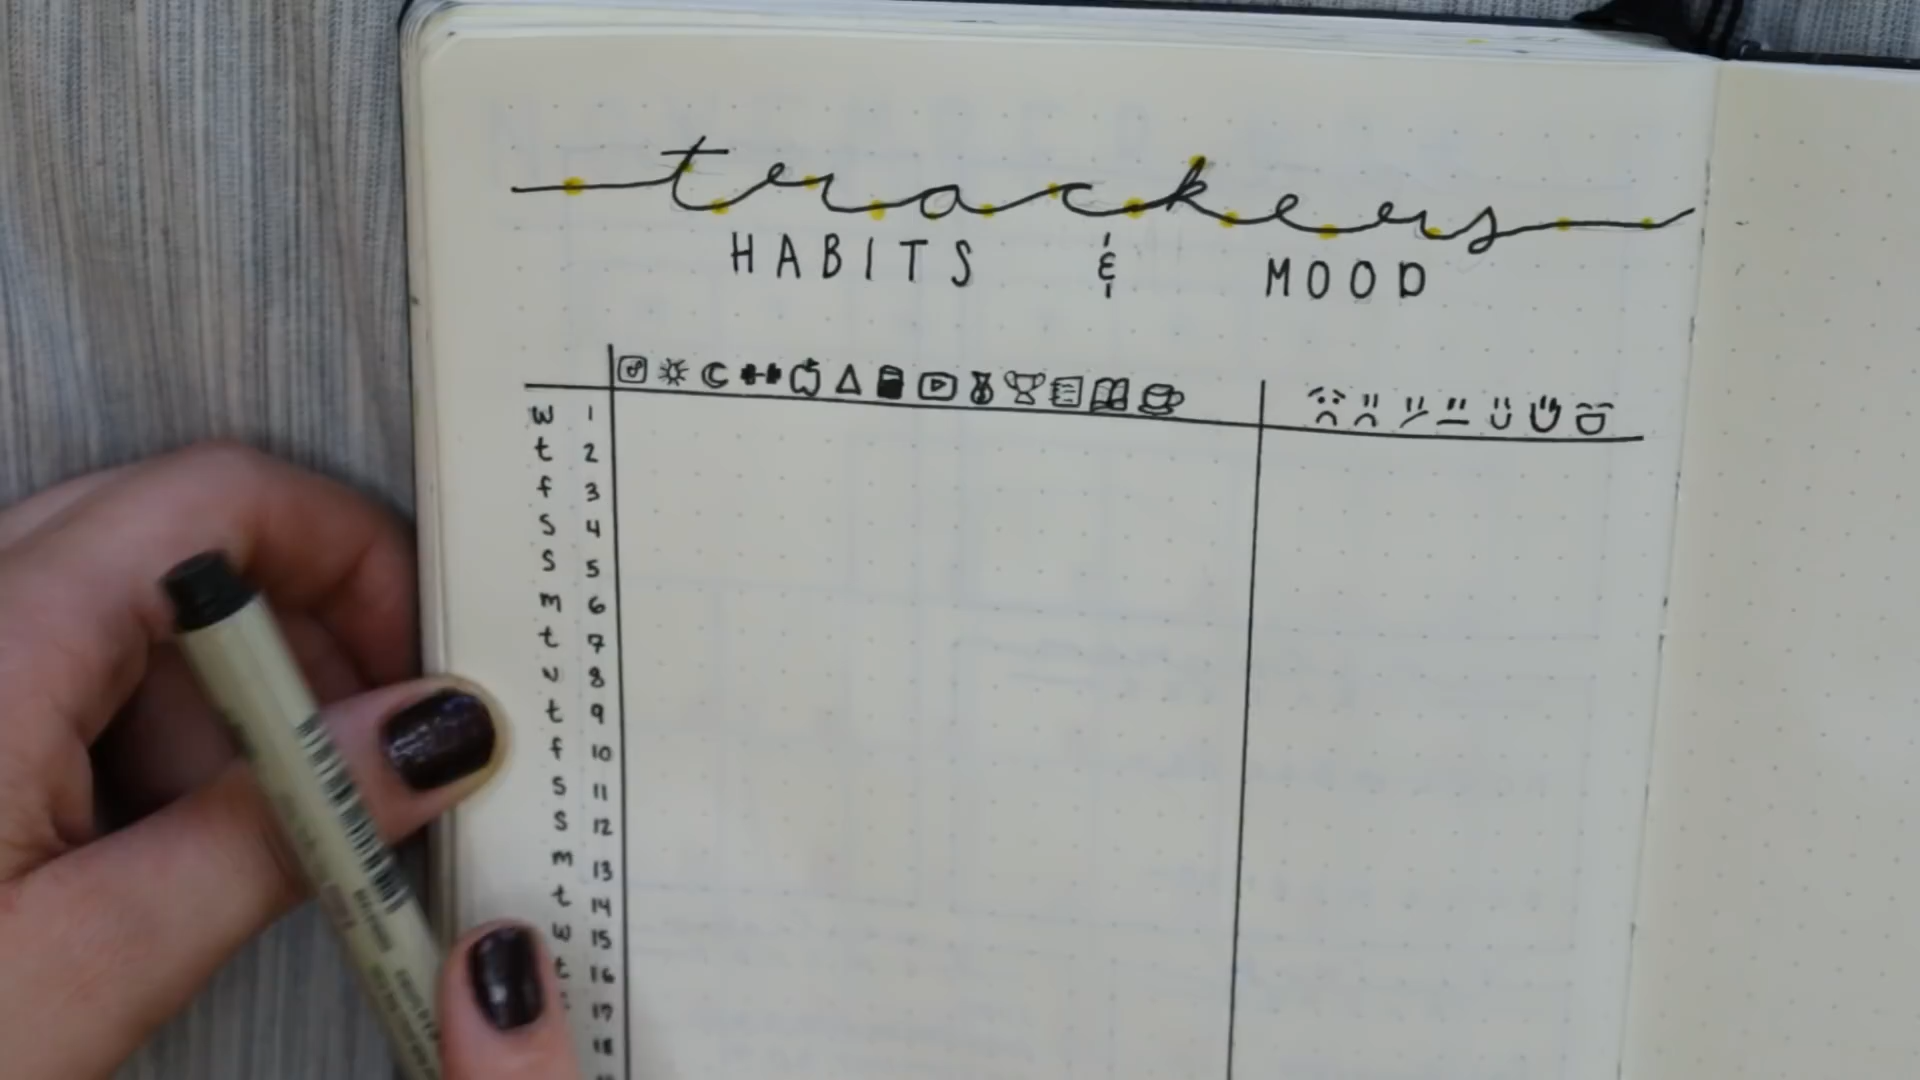 trackers
HABITS & MOOD
w 1
t 2
f 3
s 4
s 5
m 6
t 7
w 8
t 9
f 10
s 11
s 12
m 13
t 14
w 15
t 16
17
18